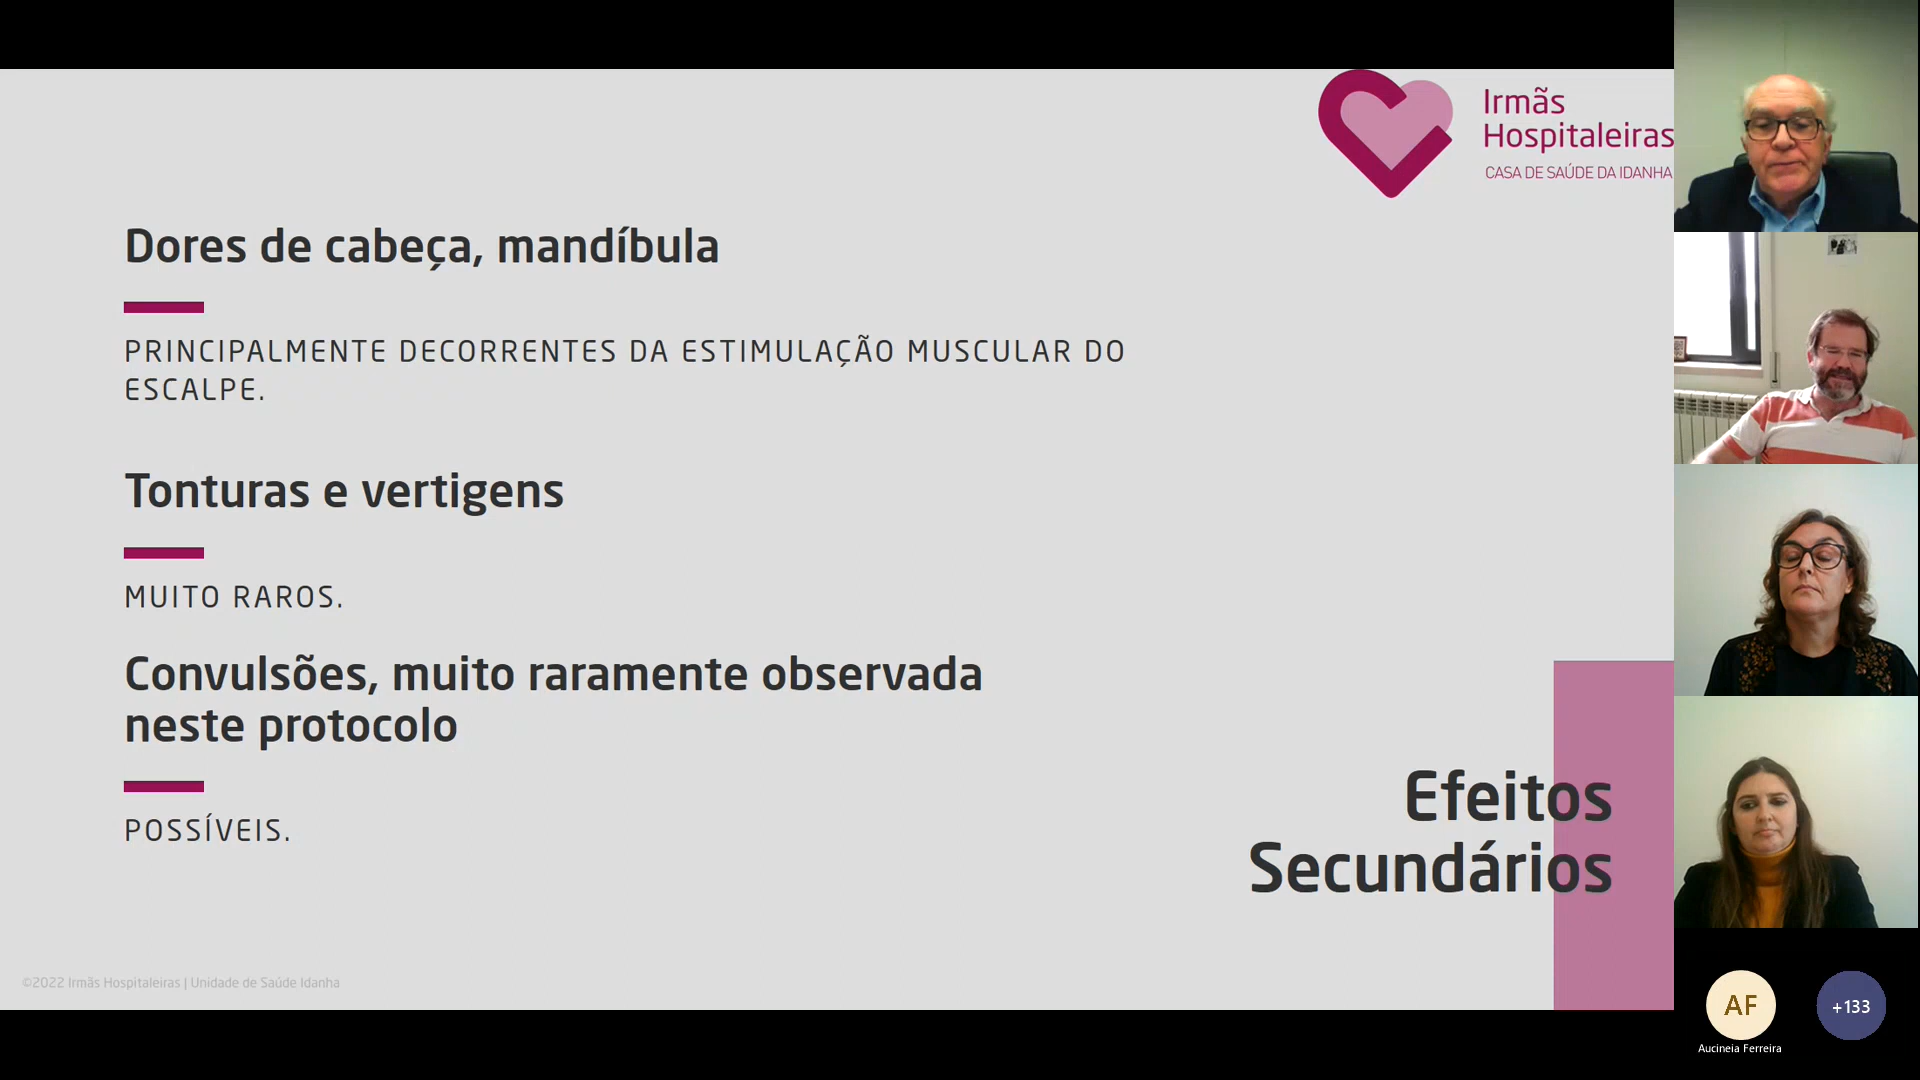 Irmãs
Hospitaleiras
CASA DE SAÚDE DA IDANHA
Dores de cabeça, mandíbula
PRINCIPALMENTE DECORRENTES DA ESTIMULAÇÃO MUSCULAR DO
ESCALPE.
Tonturas e vertigens
MUITO RAROS.
Convulsões, muito raramente observada
neste protocolo
POSSÍVEIS.
Efeitos
Secundários
©2022 Irmãs Hospitaleiras | Unidade de Saúde Idanha
AF
+133
Aucineia Ferreira